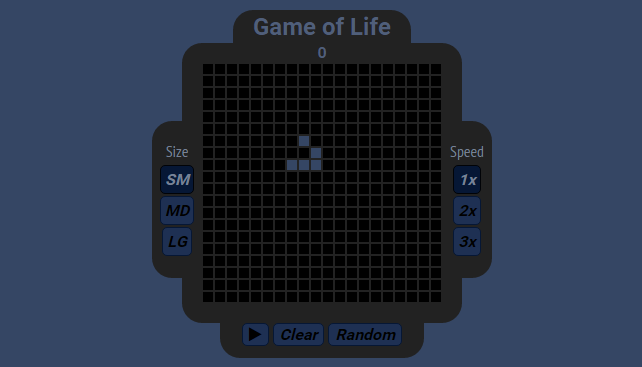 Game of Life
0
Size
Speed
SM
1x
MD
2x
LG
3x
Clear
Random